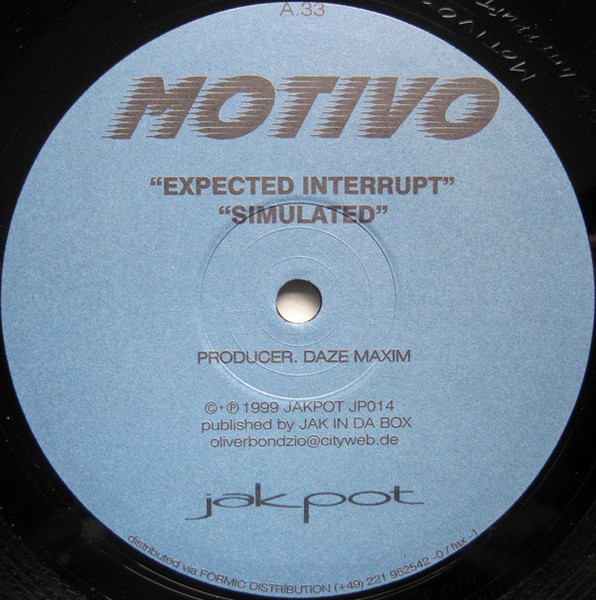 A.33
MOTIVO
“EXPECTED INTERRUPT”
“SIMULATED”
PRODUCER. DAZE MAXIM
©+℗ 1999 JAKPOT JP014
published by JAK IN DA BOX
oliverbondzio@cityweb.de
jakpot
distributed via FORMIC DISTRIBUTION (+49) 221 952542 -0 / fax -1
MOTIVO